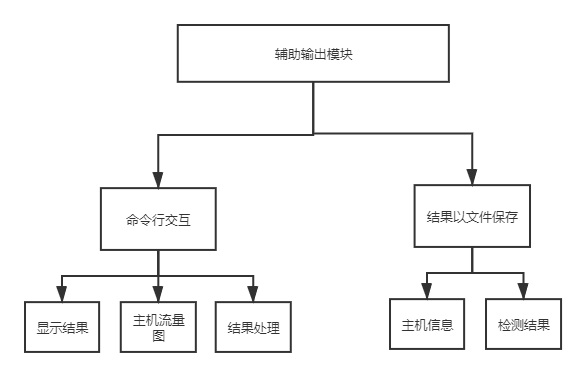 辅助输出模块
命令行交互
结果以文件保存
显示结果
主机流量
图
结果处理
主机信息
检测结果